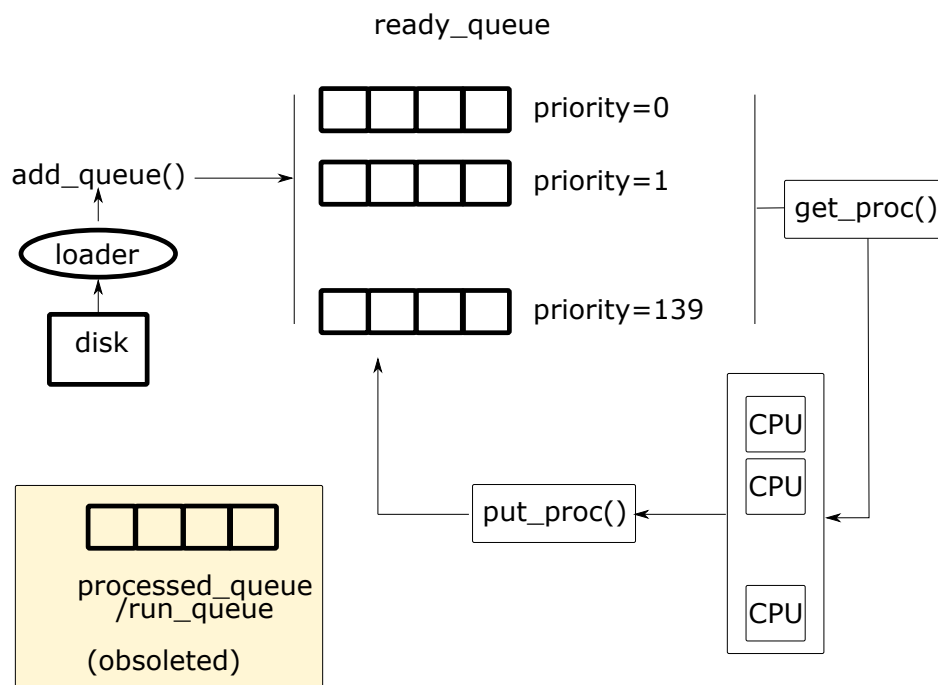 ready_queue
priority=0
add_queue()
priority=1
get_proc()
loader
priority=139
disk
CPU
CPU
put_proc()
processed_queue
/run_queue
CPU
(obsoleted)